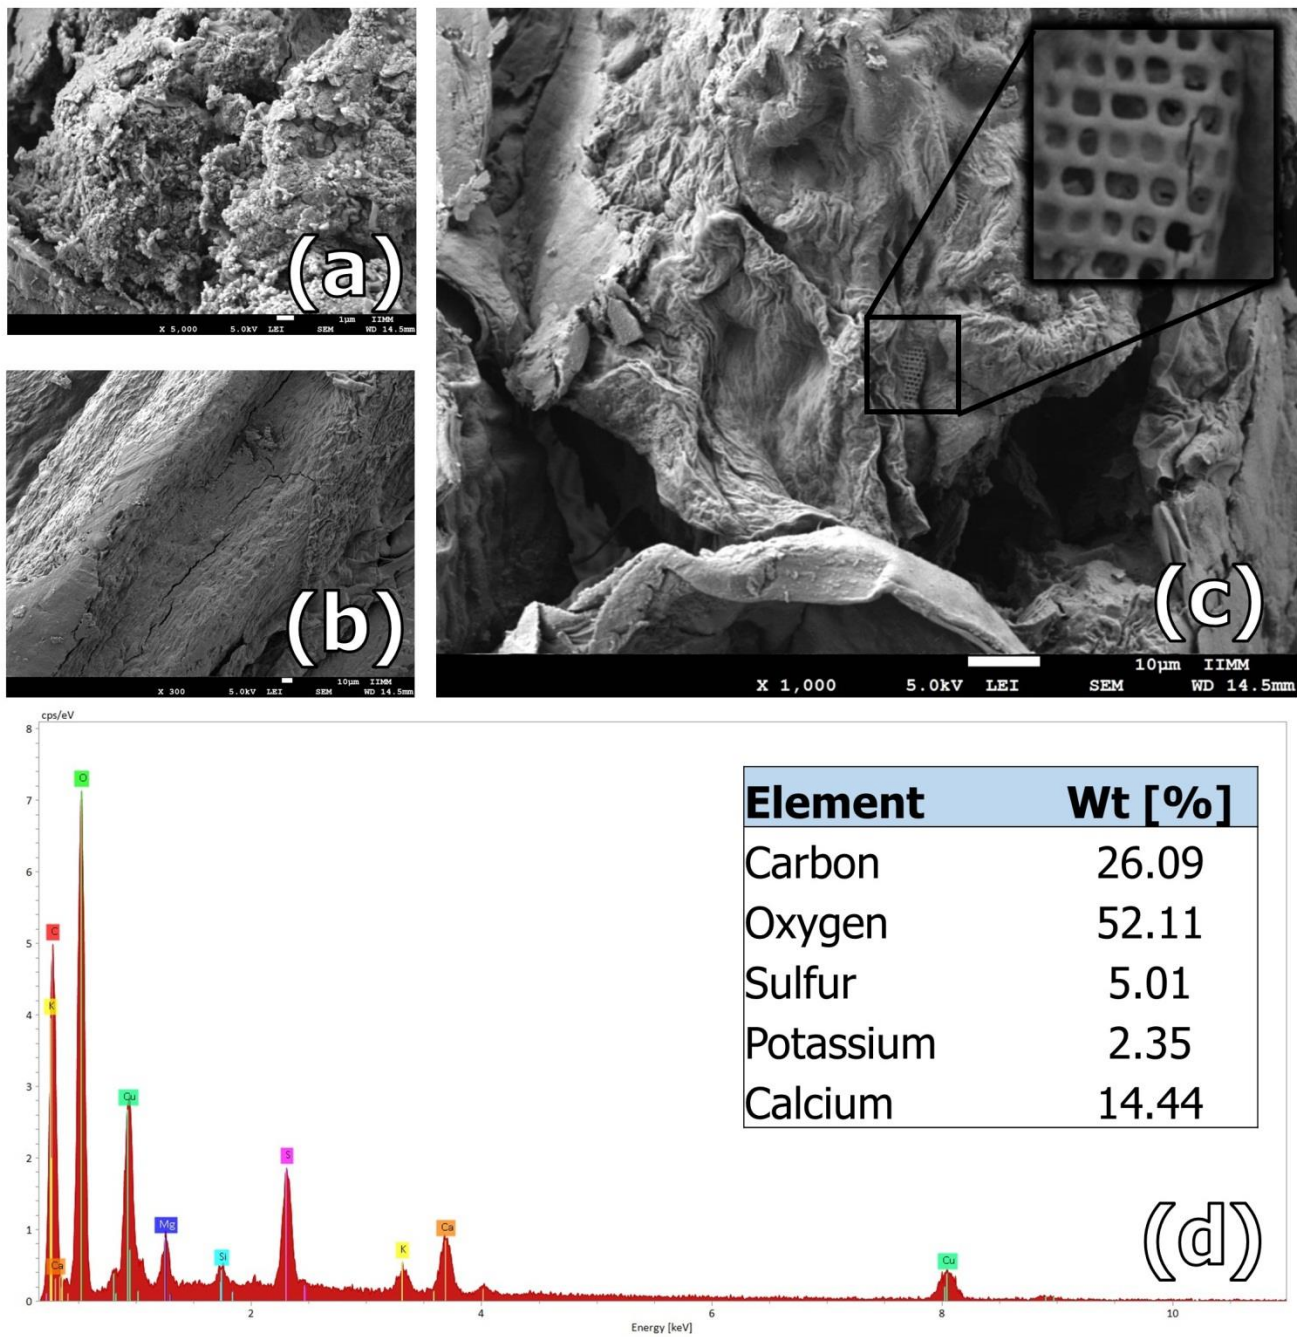 (a)
X 5,000 5.0kV LEI SEM 1µm IIMM WD 14.5mm
(b)
X 300 5.0kV LEI SEM 10µm IIMM WD 14.5mm
(c)
10µm IIMM
X 1,000 5.0kV LEI SEM WD 14.5mm
cps/eV
8
7
6
5
4
3
2
1
0
O
C
K
Ca
Cu
Mg
Si
S
K
Ca
Cu
2 4 6 8 10
Energy [keV]
Element Wt [%]
Carbon 26.09
Oxygen 52.11
Sulfur 5.01
Potassium 2.35
Calcium 14.44
(d)